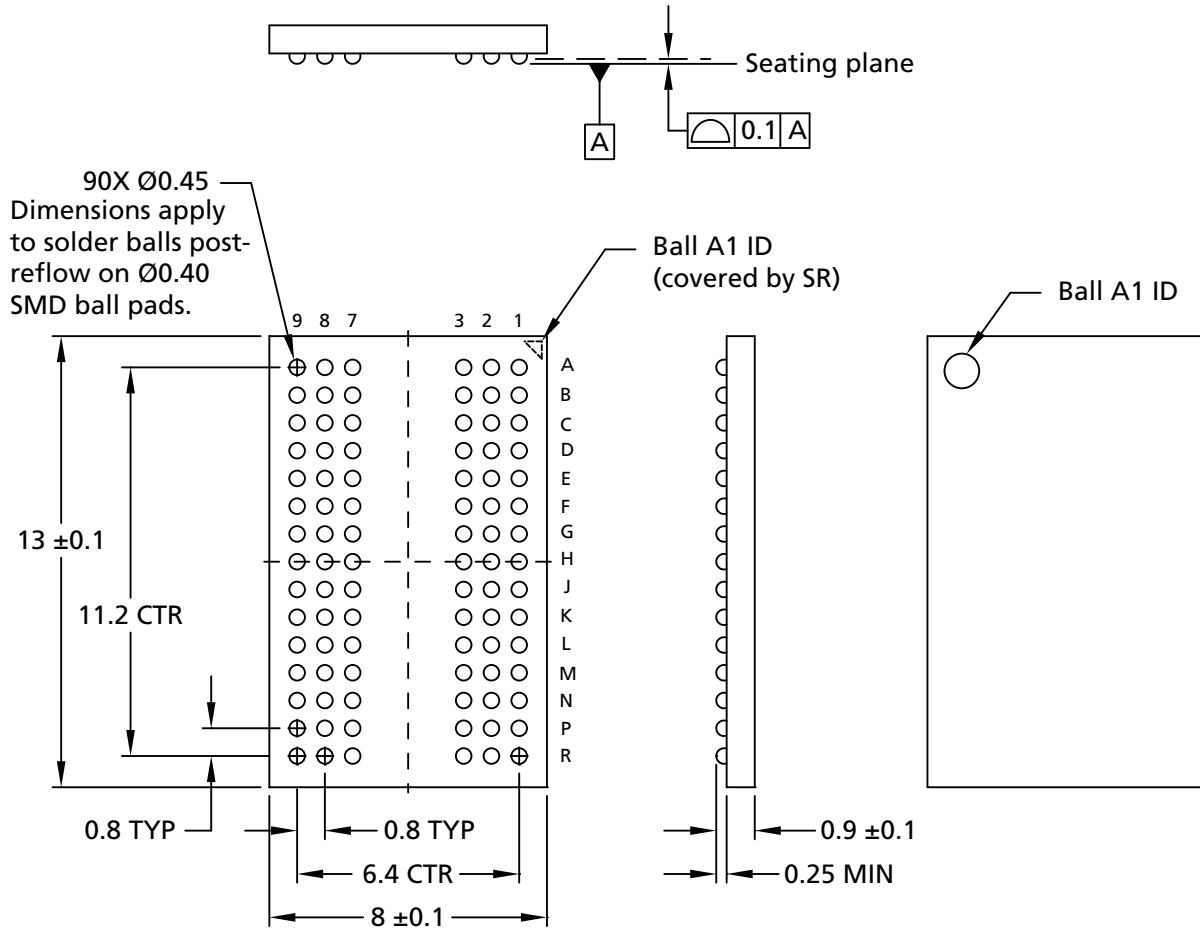 Seating plane
A
0.1 A
90X Ø0.45
Dimensions apply
to solder balls post-
reflow on Ø0.40
SMD ball pads.
Ball A1 ID
(covered by SR)
Ball A1 ID
9 8 7 3 2 1
A
B
C
D
E
F
G
H
J
K
L
M
N
P
R
13 ±0.1
11.2 CTR
0.8 TYP
0.8 TYP
6.4 CTR
8 ±0.1
0.9 ±0.1
0.25 MIN